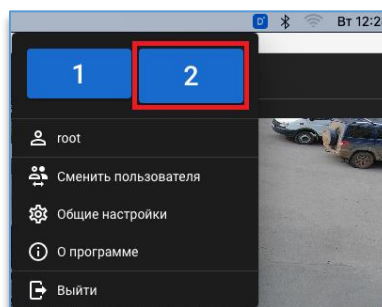 Вт 12:2
1
2
root
Сменить пользователя
Общие настройки
О программе
Выйти